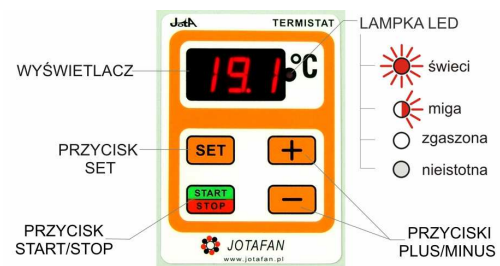 JotA TERMISTAT
LAMPKA LED
WYŚWIETLACZ
19.1 °C
świeci
miga
zgaszona
nieistotna
PRZYCISK
SET
SET
+
START
STOP
−
PRZYCISK
START/STOP
PRZYCISKI
PLUS/MINUS
JOTAFAN
www.jotafan.pl